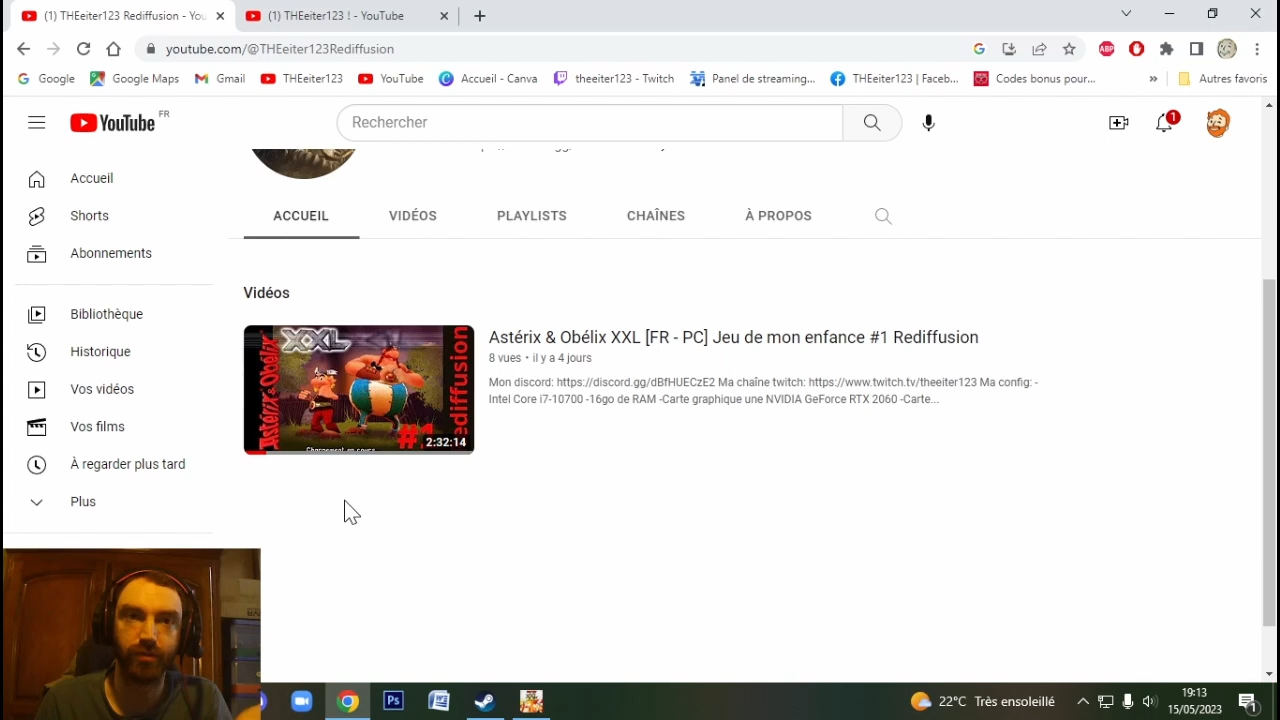 (1) THEeiter123 Rediffusion - You
(1) THEeiter123 ! - YouTube
youtube.com/@THEeiter123Rediffusion
Google
Google Maps
Gmail
THEeiter123
YouTube
Accueil - Canva
theeiter123 - Twitch
Panel de streaming...
THEeiter123 | Faceb...
Codes bonus pour...
»
Autres favoris
YouTube FR
Rechercher
1
Accueil
Shorts
Abonnements
Bibliothèque
Historique
Vos vidéos
Vos films
À regarder plus tard
Plus
ACCUEIL
VIDÉOS
PLAYLISTS
CHAÎNES
À PROPOS
Vidéos
Astérix & Obélix
XXL
Rediffusion
#1
Chargement en cours
2:32:14
Astérix & Obélix XXL [FR - PC] Jeu de mon enfance #1 Rediffusion
8 vues • il y a 4 jours
Mon discord: https://discord.gg/dBfHUECzE2 Ma chaîne twitch: https://www.twitch.tv/theeiter123 Ma config: -
Intel Core i7-10700 -16go de RAM -Carte graphique une NVIDIA GeForce RTX 2060 -Carte...
Ps
22°C Très ensoleillé
19:13
15/05/2023
1